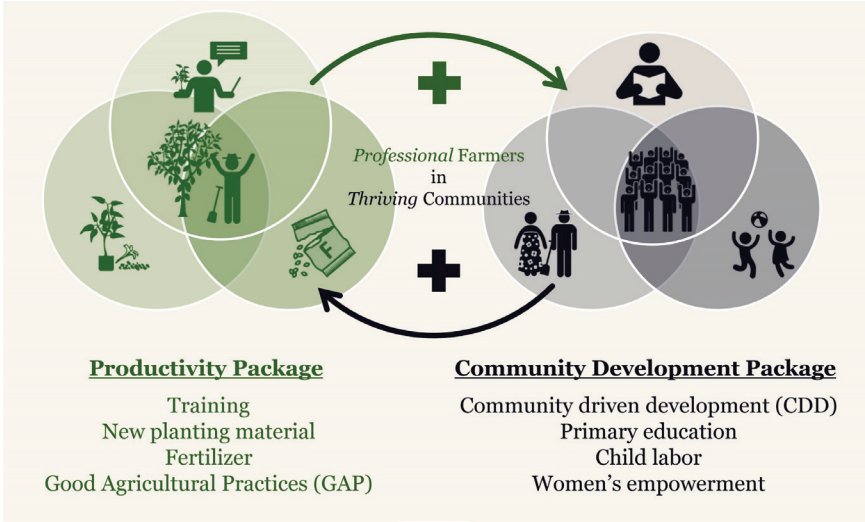 Professional Farmers
in
Thriving Communities
F
Productivity Package
Training
New planting material
Fertilizer
Good Agricultural Practices (GAP)
Community Development Package
Community driven development (CDD)
Primary education
Child labor
Women's empowerment